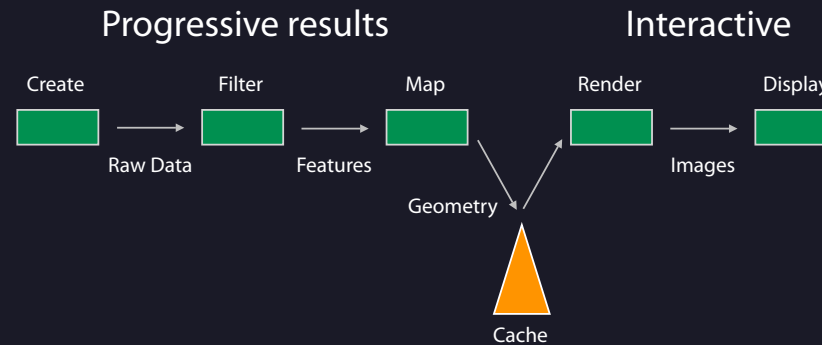 Progressive results
Interactive
Create
Filter
Map
Render
Display
Raw Data
Features
Images
Geometry
Cache